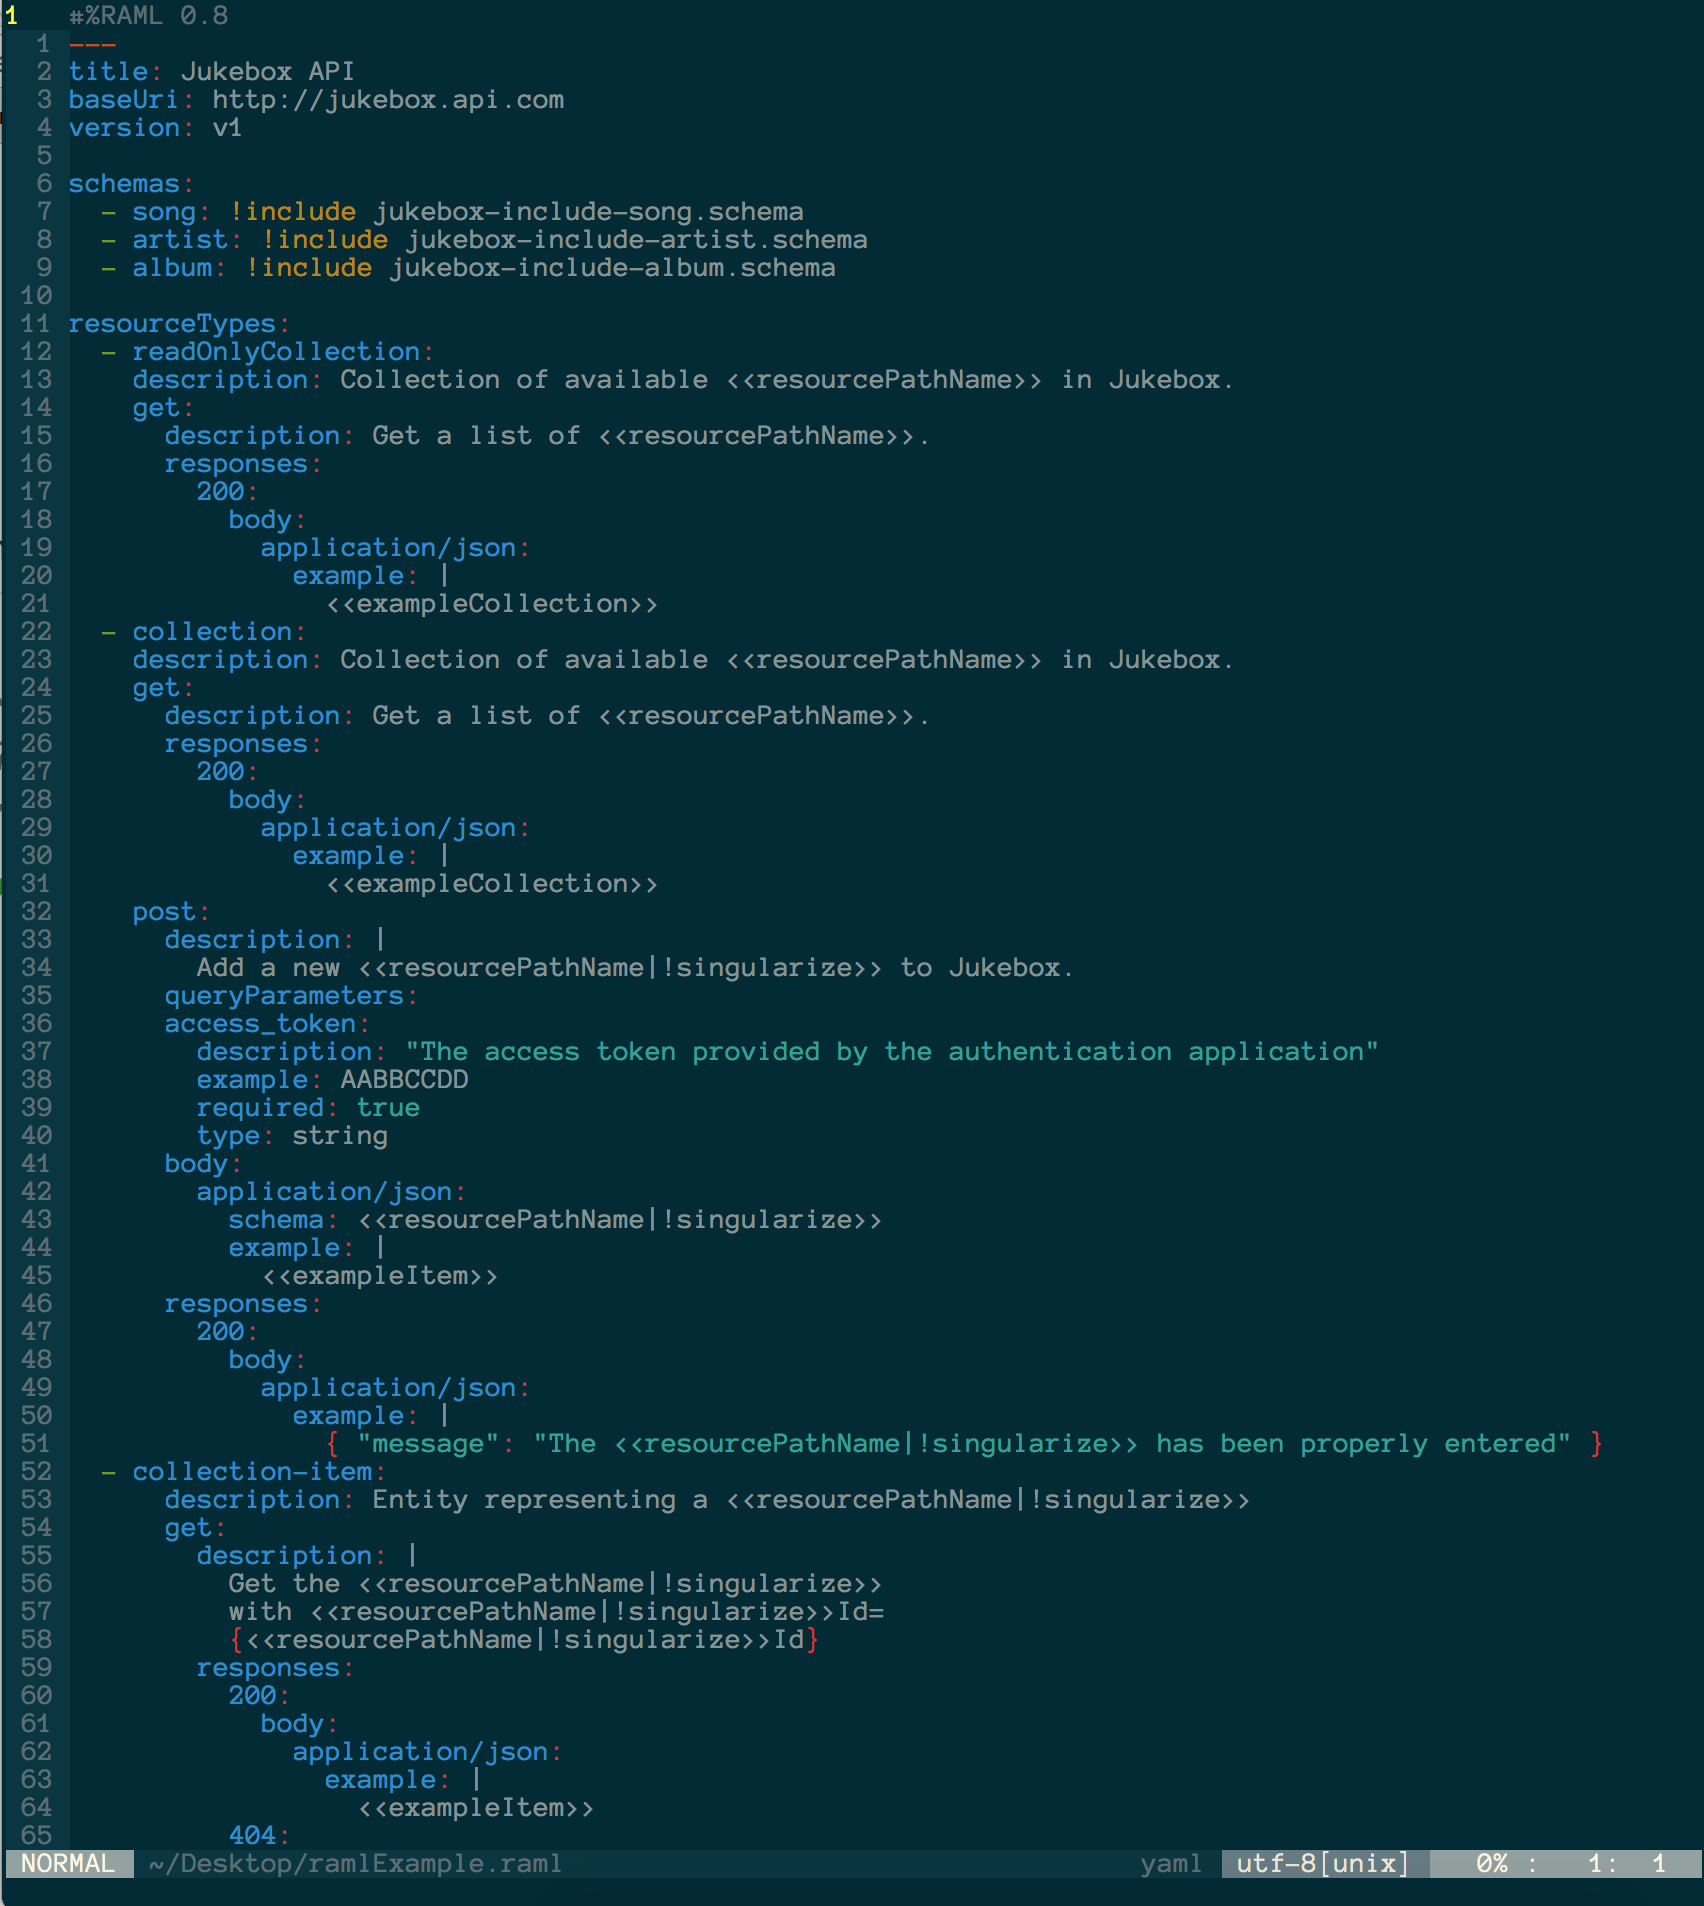 1 #%RAML 0.8
1 ---
2 title: Jukebox API
3 baseUri: http://jukebox.api.com
4 version: v1
5
6 schemas:
7   - song: !include jukebox-include-song.schema
8   - artist: !include jukebox-include-artist.schema
9   - album: !include jukebox-include-album.schema
10
11 resourceTypes:
12   - readOnlyCollection:
13     description: Collection of available <<resourcePathName>> in Jukebox.
14     get:
15       description: Get a list of <<resourcePathName>>.
16       responses:
17         200:
18           body:
19             application/json:
20               example: |
21                 <<exampleCollection>>
22   - collection:
23     description: Collection of available <<resourcePathName>> in Jukebox.
24     get:
25       description: Get a list of <<resourcePathName>>.
26       responses:
27         200:
28           body:
29             application/json:
30               example: |
31                 <<exampleCollection>>
32     post:
33       description: |
34         Add a new <<resourcePathName|!singularize>> to Jukebox.
35       queryParameters:
36       access_token:
37         description: "The access token provided by the authentication application"
38         example: AABBCCDD
39         required: true
40         type: string
41       body:
42         application/json:
43           schema: <<resourcePathName|!singularize>>
44           example: |
45             <<exampleItem>>
46       responses:
47         200:
48           body:
49             application/json:
50               example: |
51                 { "message": "The <<resourcePathName|!singularize>> has been properly entered" }
52   - collection-item:
53       description: Entity representing a <<resourcePathName|!singularize>>
54       get:
55         description: |
56           Get the <<resourcePathName|!singularize>>
57           with <<resourcePathName|!singularize>>Id=
58           {<<resourcePathName|!singularize>>Id}
59         responses:
60           200:
61             body:
62               application/json:
63                 example: |
64                   <<exampleItem>>
65           404:
NORMAL ~/Desktop/ramlExample.raml yaml utf-8[unix] 0% : 1: 1